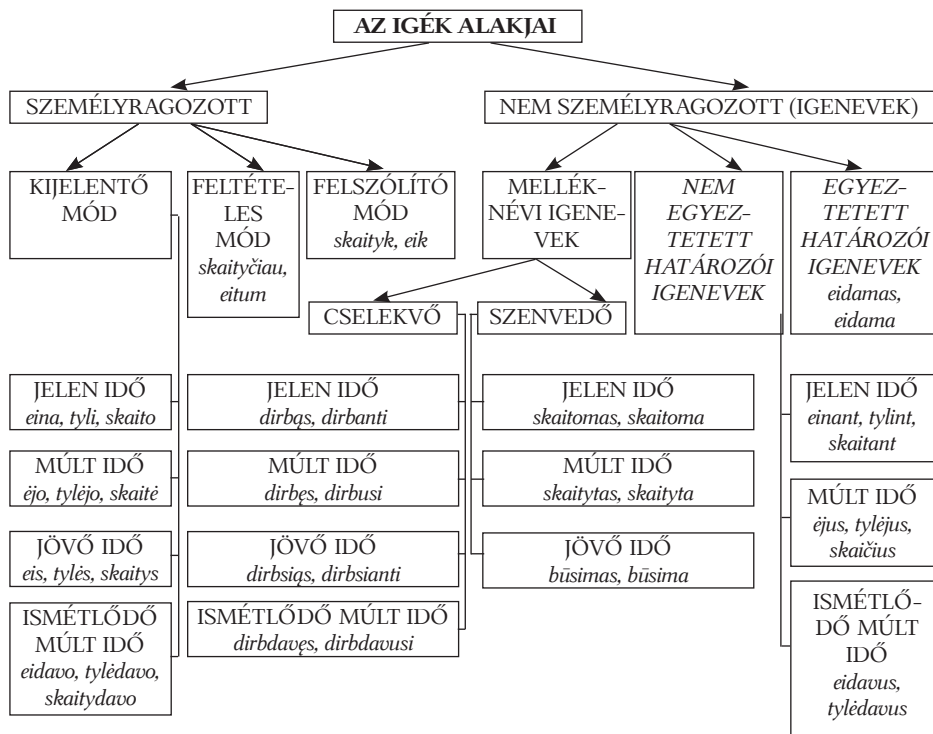 AZ IGÉK ALAKJAI
SZEMÉLYRAGOZOTT
NEM SZEMÉLYRAGOZOTT (IGENEVEK)
KIJELENTŐ
MÓD
FELTÉTE-
LES
MÓD
skaityčiau,
eitum
FELSZÓLÍTÓ
MÓD
skaityk, eik
MELLÉK-
NÉVI IGENE-
VEK
NEM
EGYEZ-
TETETT
HATÁROZÓI
IGENEVEK
EGYEZ-
TETETT
HATÁROZÓI
IGENEVEK
eidamas,
eidama
CSELEKVŐ
SZENVEDŐ
JELEN IDŐ
eina, tyli, skaito
MÚLT IDŐ
ėjo, tylėjo, skaitė
JÖVŐ IDŐ
eis, tylės, skaitys
ISMÉTLŐDŐ
MÚLT IDŐ
eidavo, tylėdavo,
skaitydavo
JELEN IDŐ
dirbąs, dirbanti
MÚLT IDŐ
dirbęs, dirbusi
JÖVŐ IDŐ
dirbsiąs, dirbsianti
ISMÉTLŐDŐ MÚLT IDŐ
dirbdavęs, dirbdavusi
JELEN IDŐ
skaitomas, skaitoma
MÚLT IDŐ
skaitytas, skaityta
JÖVŐ IDŐ
būsimas, būsima
JELEN IDŐ
einant, tylint,
skaitant
MÚLT IDŐ
ėjus, tylėjus,
skaičius
ISMÉTLŐ-
DŐ MÚLT
IDŐ
eidavus,
tylėdavus